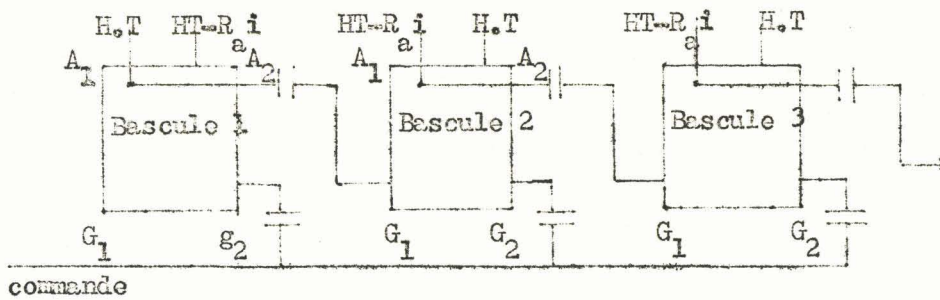 H.T HT-R i HT-R i H.T HT-R i H.T
a a a
A1 A2 A1 A2
Bascule 1 Bascule 2 Bascule 3
G1 g2 G1 G2 G1 G2
commande